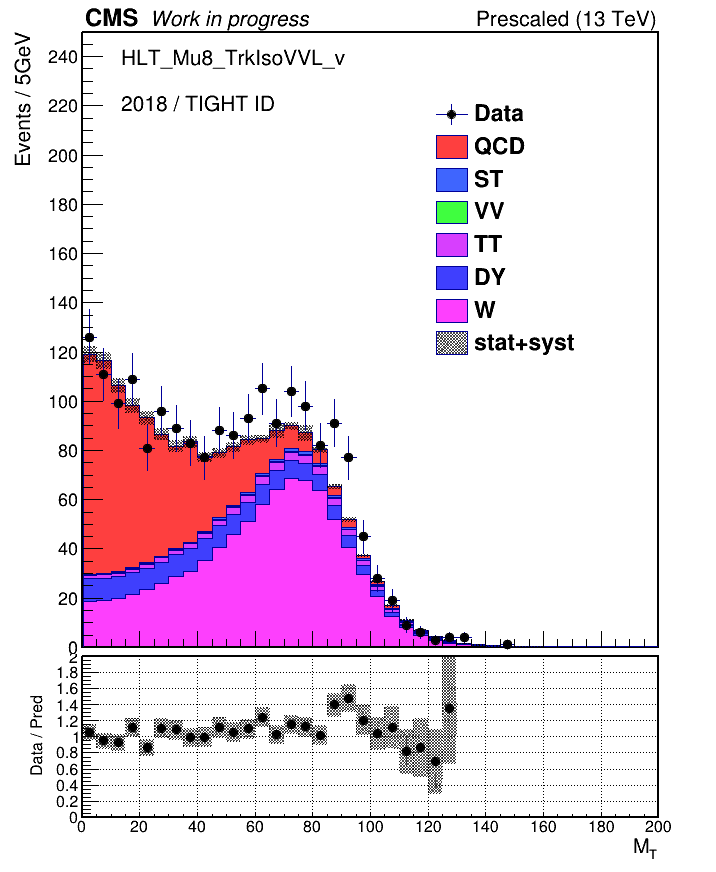 CMS Work in progress Prescaled (13 TeV)
HLT_Mu8_TrkIsoVVL_v
2018 / TIGHT ID
Events / 5GeV
240
220
200
180
160
140
120
100
80
60
40
20
0
Data
QCD
ST
VV
TT
DY
W
stat+syst
Data / Pred
2
1.8
1.6
1.4
1.2
1
0.8
0.6
0.4
0.2
0
0 20 40 60 80 100 120 140 160 180 200
M_T